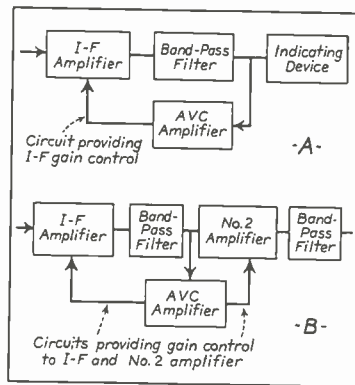 I-F
Amplifier
Band-Pass
Filter
Indicating
Device
AVC
Amplifier
Circuit providing
I-F gain control
-A-
I-F
Amplifier
Band-
Pass
Filter
No.2
Amplifier
Band-
Pass
Filter
AVC
Amplifier
Circuits providing gain control
to I-F and No.2 amplifier
-B-